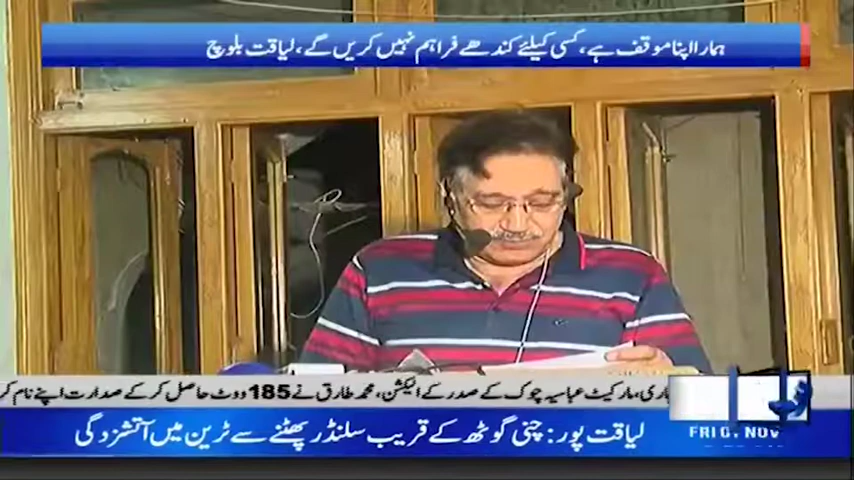 ہمارا اپنا موقف ہے، کسی کیلئے کندھے فراہم نہیں کریں گے، لیاقت بلوچ
اری، مارکیٹ عباسیہ چوک کے صدر کے الیکشن، محمد طارق نے 185 ووٹ حاصل کر کے صدارت اپنے نام کر
لیاقت پور: چنی گوٹھ کے قریب سلنڈر پھٹنے سے ٹرین میں آتشزدگی
FRI NOV